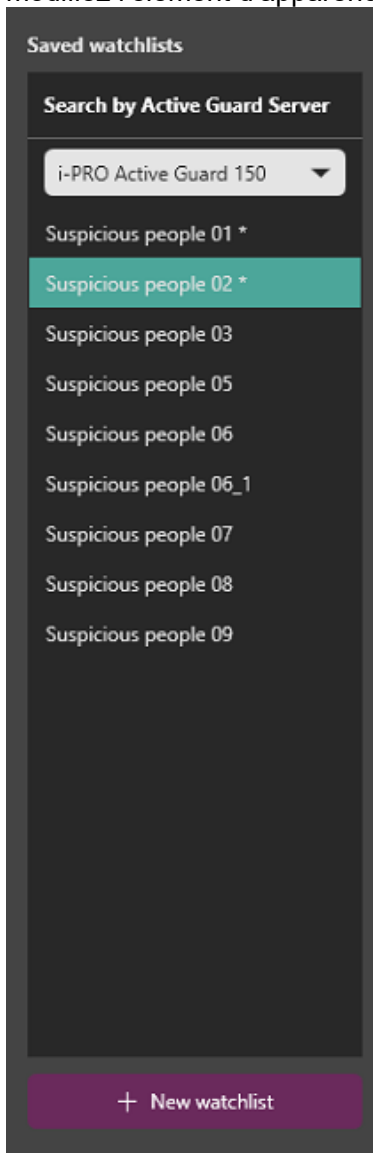 Saved watchlists
Search by Active Guard Server
i-PRO Active Guard 150
Suspicious people 01 *
Suspicious people 02 *
Suspicious people 03
Suspicious people 05
Suspicious people 06
Suspicious people 06_1
Suspicious people 07
Suspicious people 08
Suspicious people 09
+ New watchlist